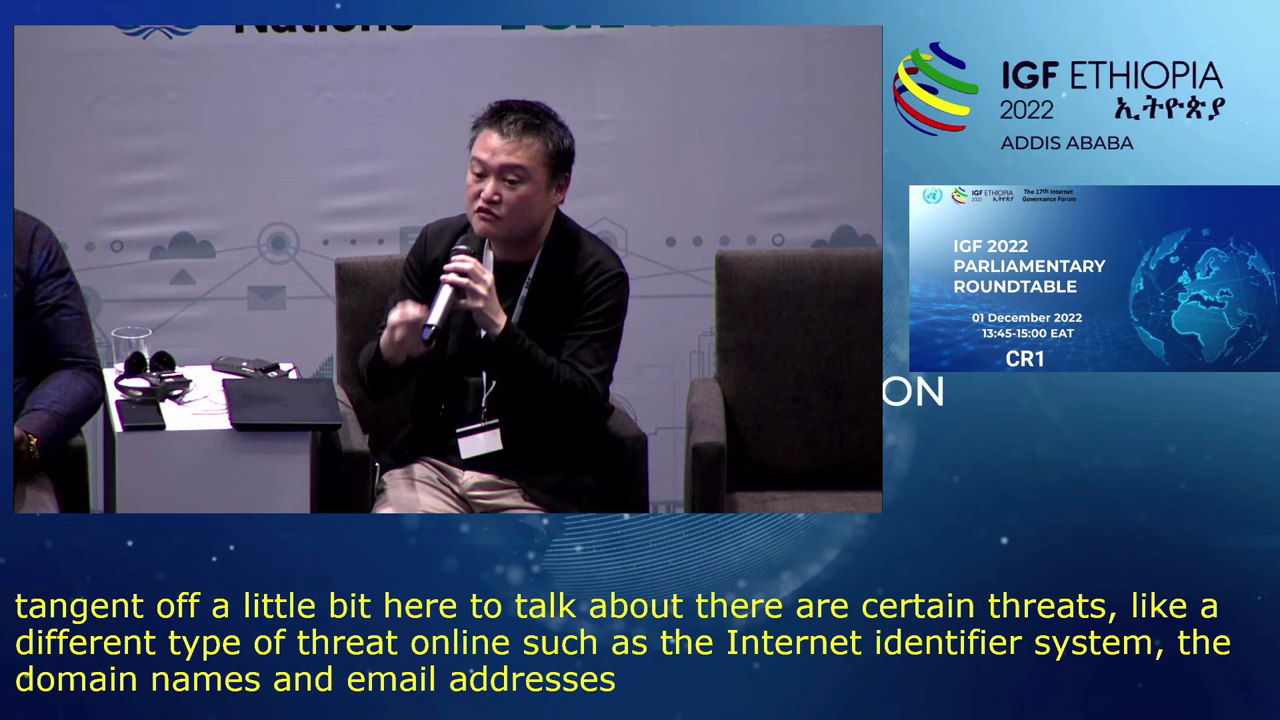 Nations
IGF ETHIOPIA
2022 ኢትዮጵያ
ADDIS ABABA
IGF ETHIOPIA
2022 ኢትዮጵያ
The 17th Internet
Governance Forum
IGF 2022
PARLIAMENTARY
ROUNDTABLE
01 December 2022
13:45-15:00 EAT
CR1
ON
tangent off a little bit here to talk about there are certain threats, like a
different type of threat online such as the Internet identifier system, the
domain names and email addresses